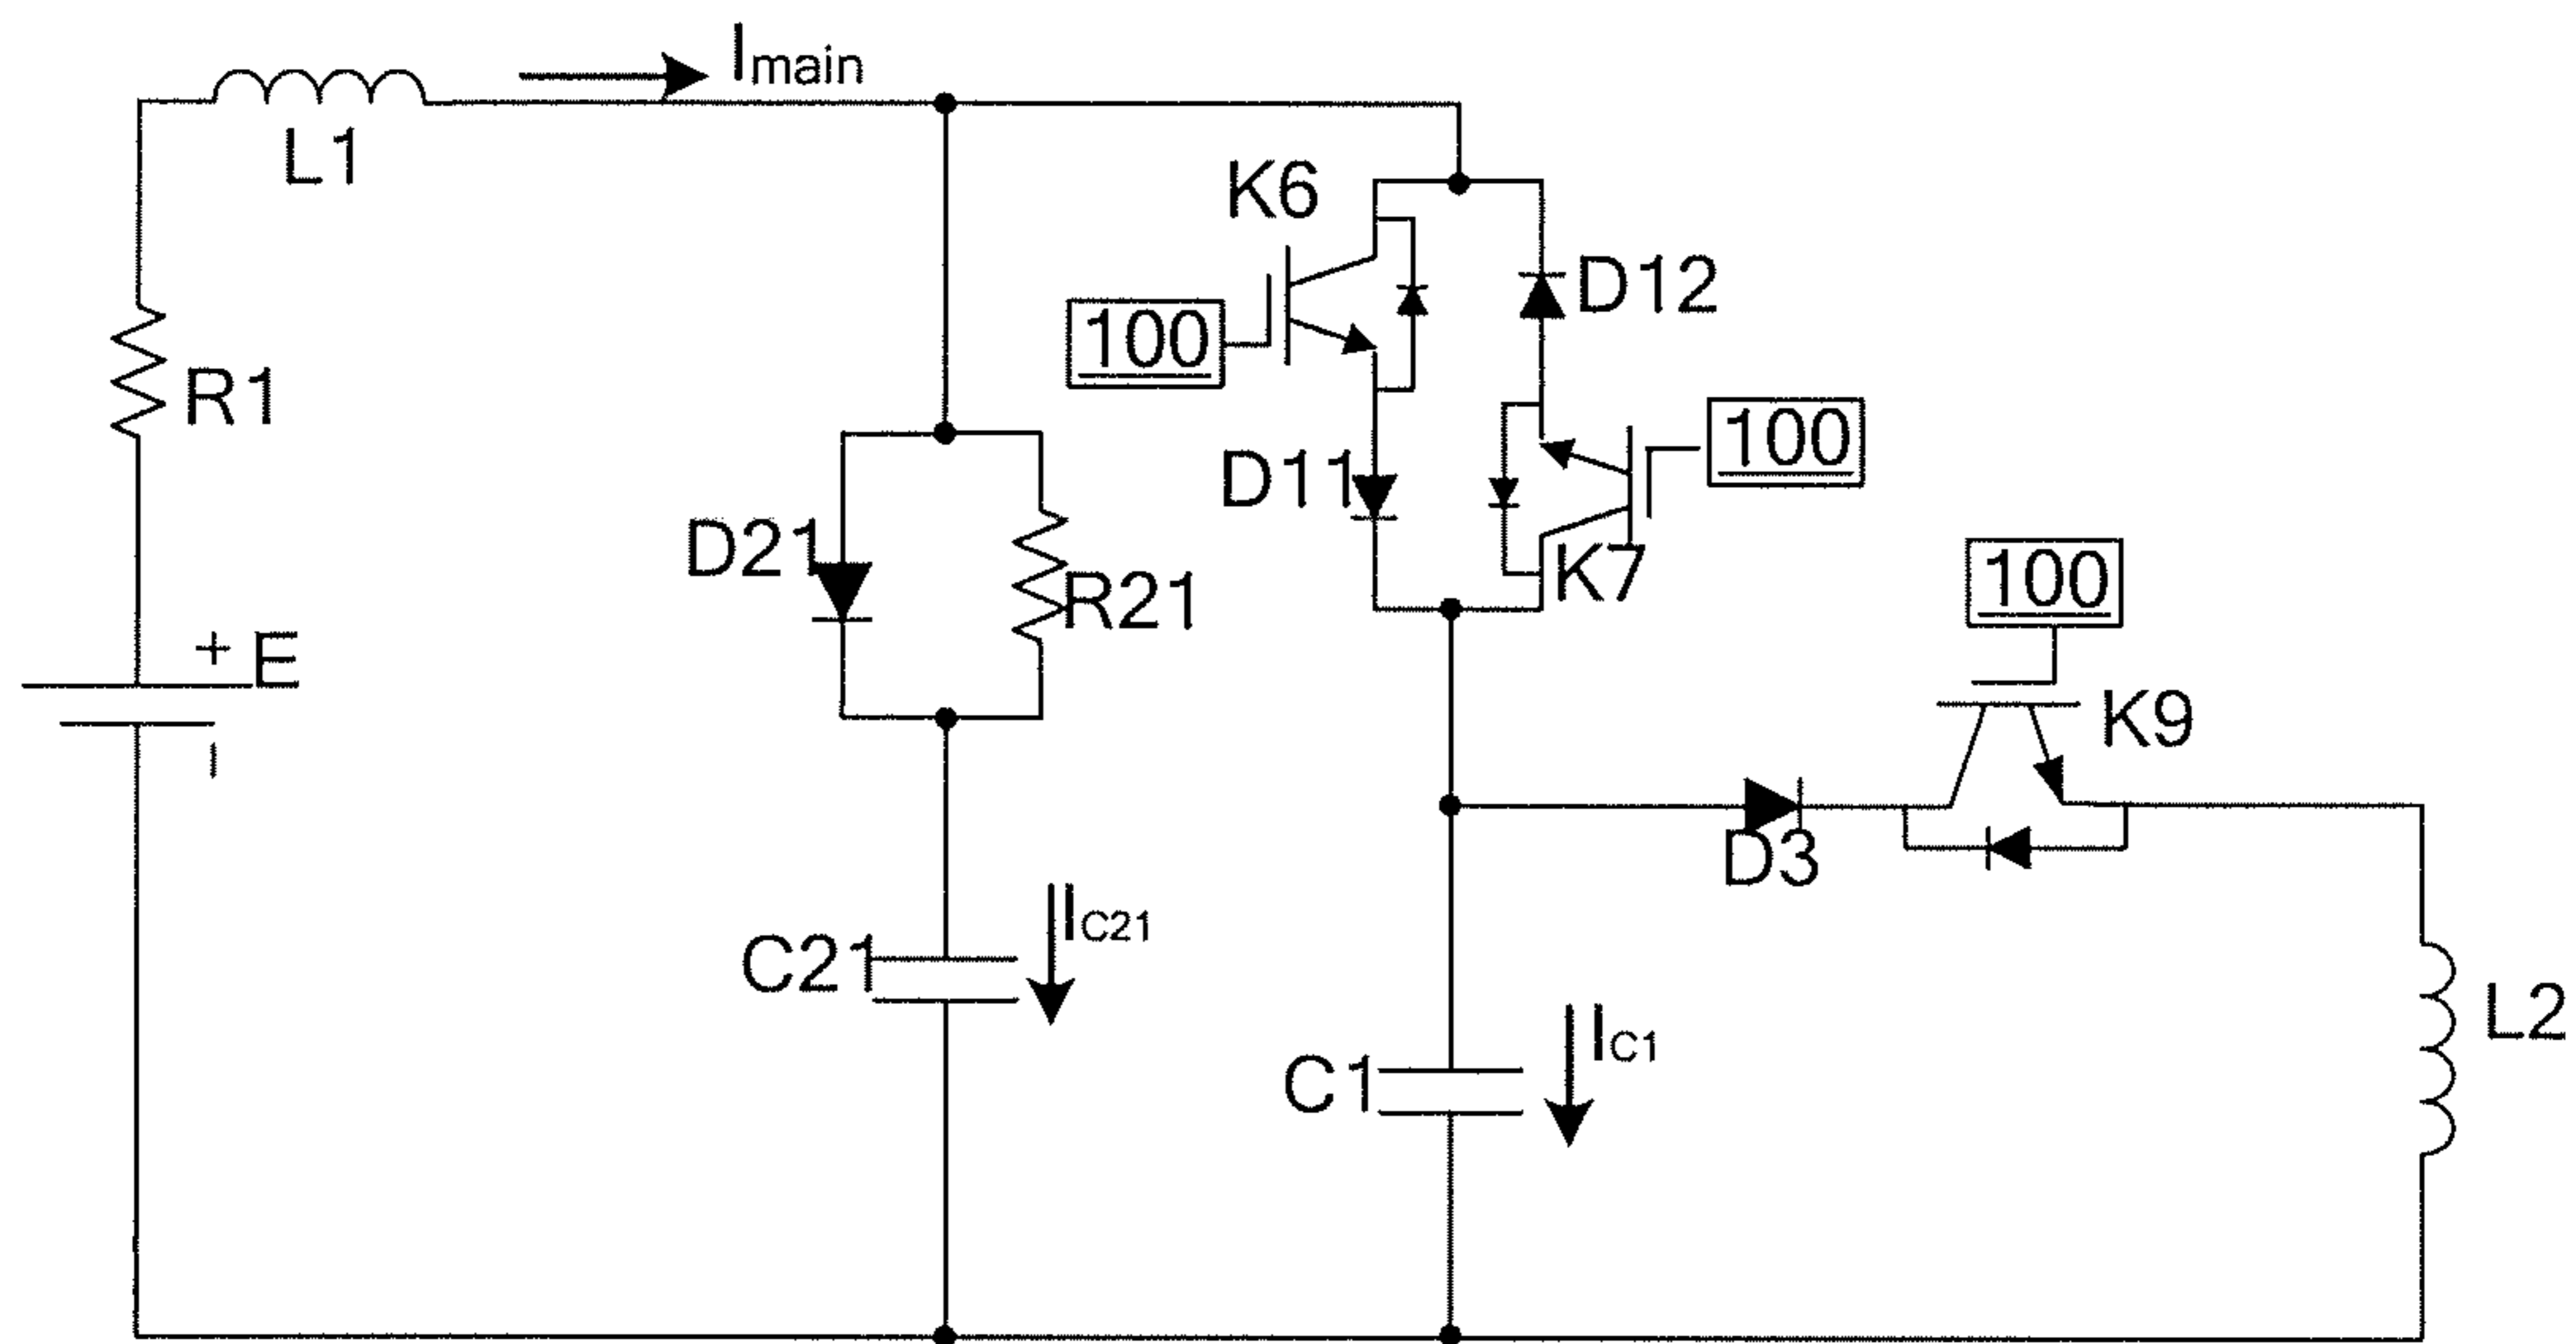 Imain
L1
K6
D12
100
R1
100
D11
D21
K7
R21
100
+ E
K9
-
D3
IC21
C21
L2
IC1
C1